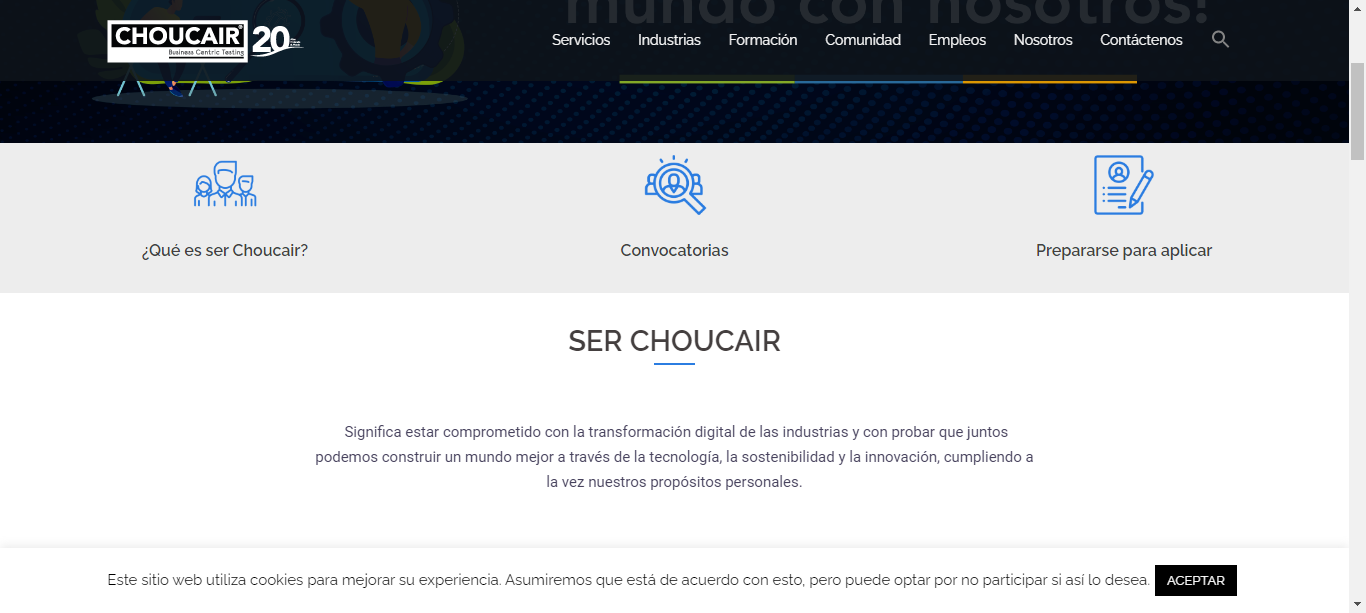 mundo con nosotros!
CHOUCAIR
Business Centric Testing
20
Servicios
Industrias
Formación
Comunidad
Empleos
Nosotros
Contáctenos
¿Qué es ser Choucair?
Convocatorias
Prepararse para aplicar
SER CHOUCAIR
Significa estar comprometido con la transformación digital de las industrias y con probar que juntos
podemos construir un mundo mejor a través de la tecnología, la sostenibilidad y la innovación, cumpliendo a
la vez nuestros propósitos personales.
Este sitio web utiliza cookies para mejorar su experiencia. Asumiremos que está de acuerdo con esto, pero puede optar por no participar si así lo desea.
ACEPTAR